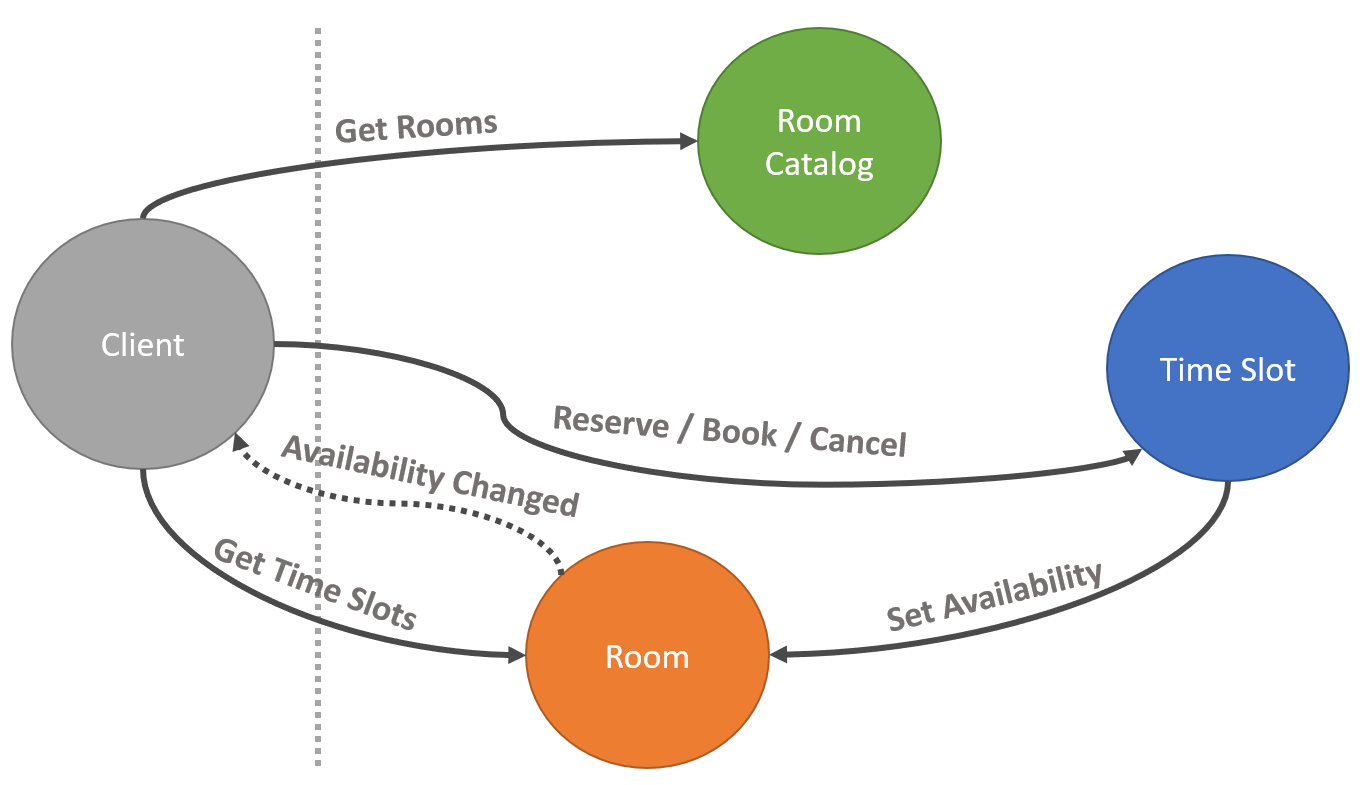 Get Rooms
Room
Catalog
Client
Time Slot
Reserve / Book / Cancel
Availability Changed
Get Time Slots
Set Availability
Room